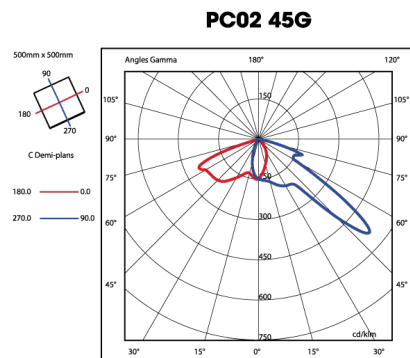 PC02 45G
500mm x 500mm
90
0
180
270
C Demi-plans
180.0 0.0
270.0 90.0
Angles Gamma 180° 120°
105° 150 105°
90° 90°
75° 75°
60° 300 60°
45° 450 45°
600
750
cd/klm
30° 15° 0° 15° 30°